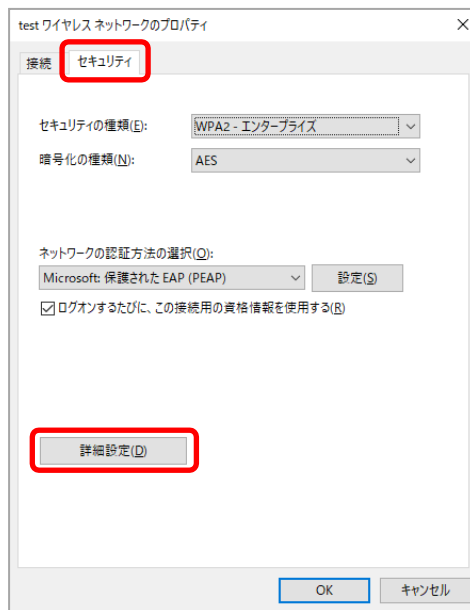 test ワイヤレス ネットワークのプロパティ
接続 セキュリティ
セキュリティの種類(E): WPA2 - エンタープライズ
暗号化の種類(N): AES
ネットワークの認証方法の選択(O):
Microsoft: 保護された EAP (PEAP) 設定(S)
ログオンするたびに、この接続用の資格情報を使用する(R)
詳細設定(D)
OK キャンセル